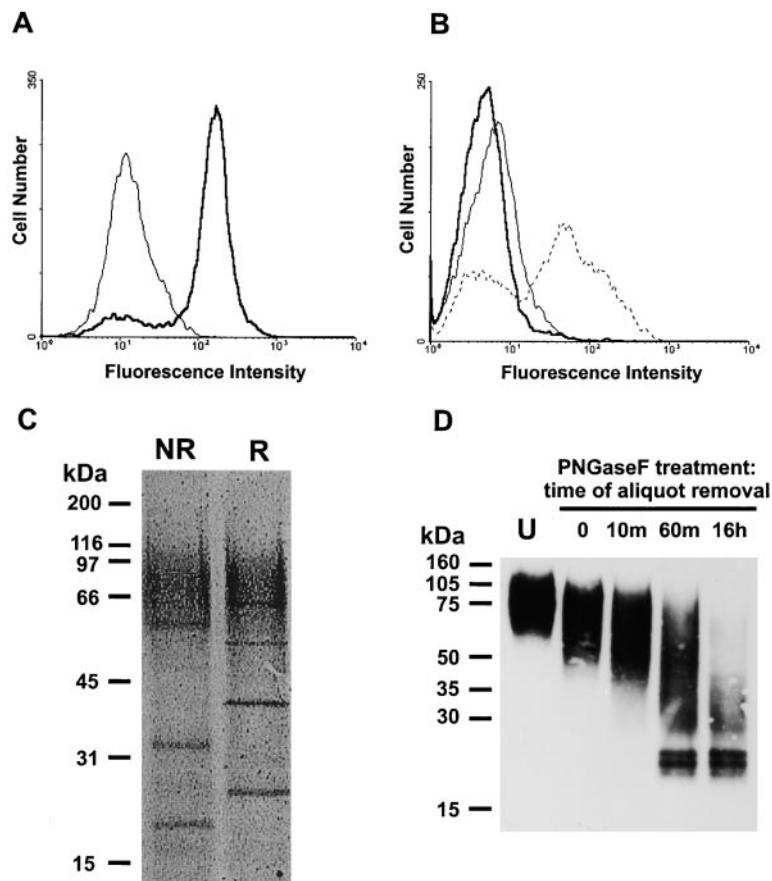 A
B
350
Cell Number
0
10⁰ 10¹ 10² 10³ 10⁴
Fluorescence Intensity
250
Cell Number
0
10⁰ 10¹ 10² 10³ 10⁴
Fluorescence Intensity
C
NR R
kDa
200
116
97
66
45
31
15
D
PNGaseF treatment:
time of aliquot removal
U 0 10m 60m 16h
kDa
160
105
75
50
35
30
15